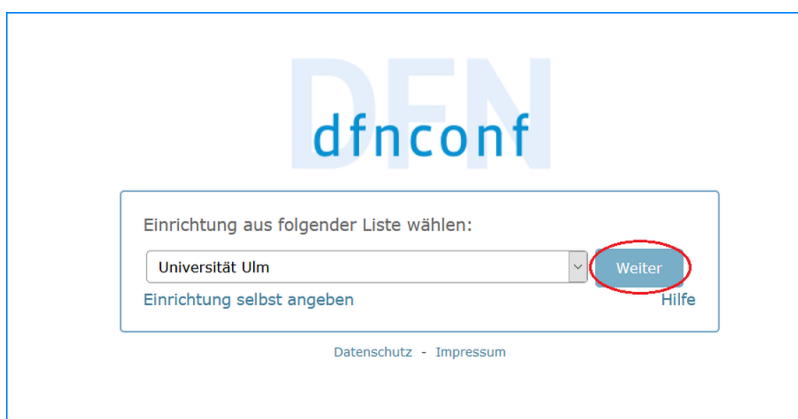 DFN
dfnconf
Einrichtung aus folgender Liste wählen:
Universität Ulm Weiter
Einrichtung selbst angeben Hilfe
Datenschutz - Impressum